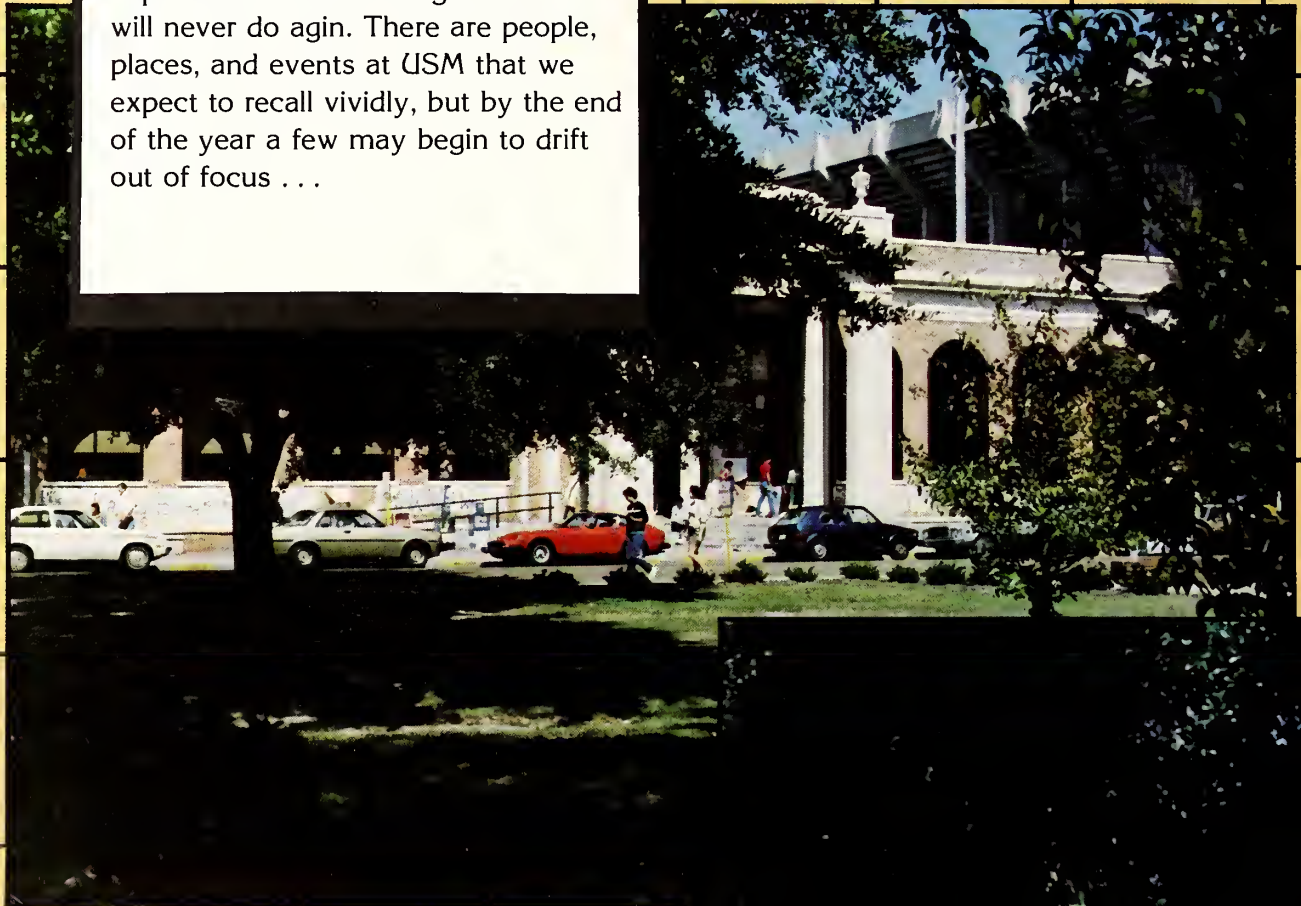 will never do agin. There are people,
places, and events at USM that we
expect to recall vividly, but by the end
of the year a few may begin to drift
out of focus . . .